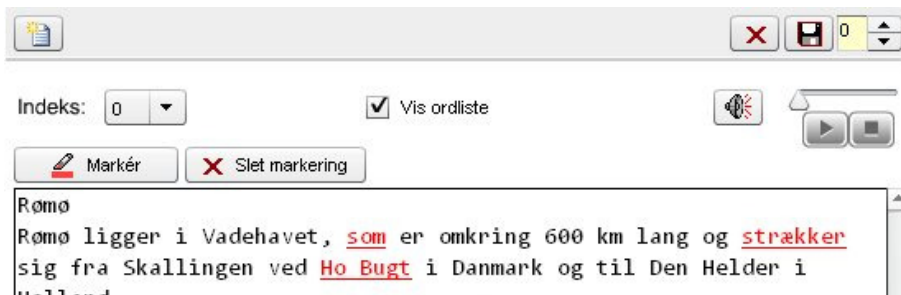 0
Indeks: 0 Vis ordliste
Markér Slet markering
Rømø
Rømø ligger i Vadehavet, som er omkring 600 km lang og strækker
sig fra Skallingen ved Ho Bugt i Danmark og til Den Helder i